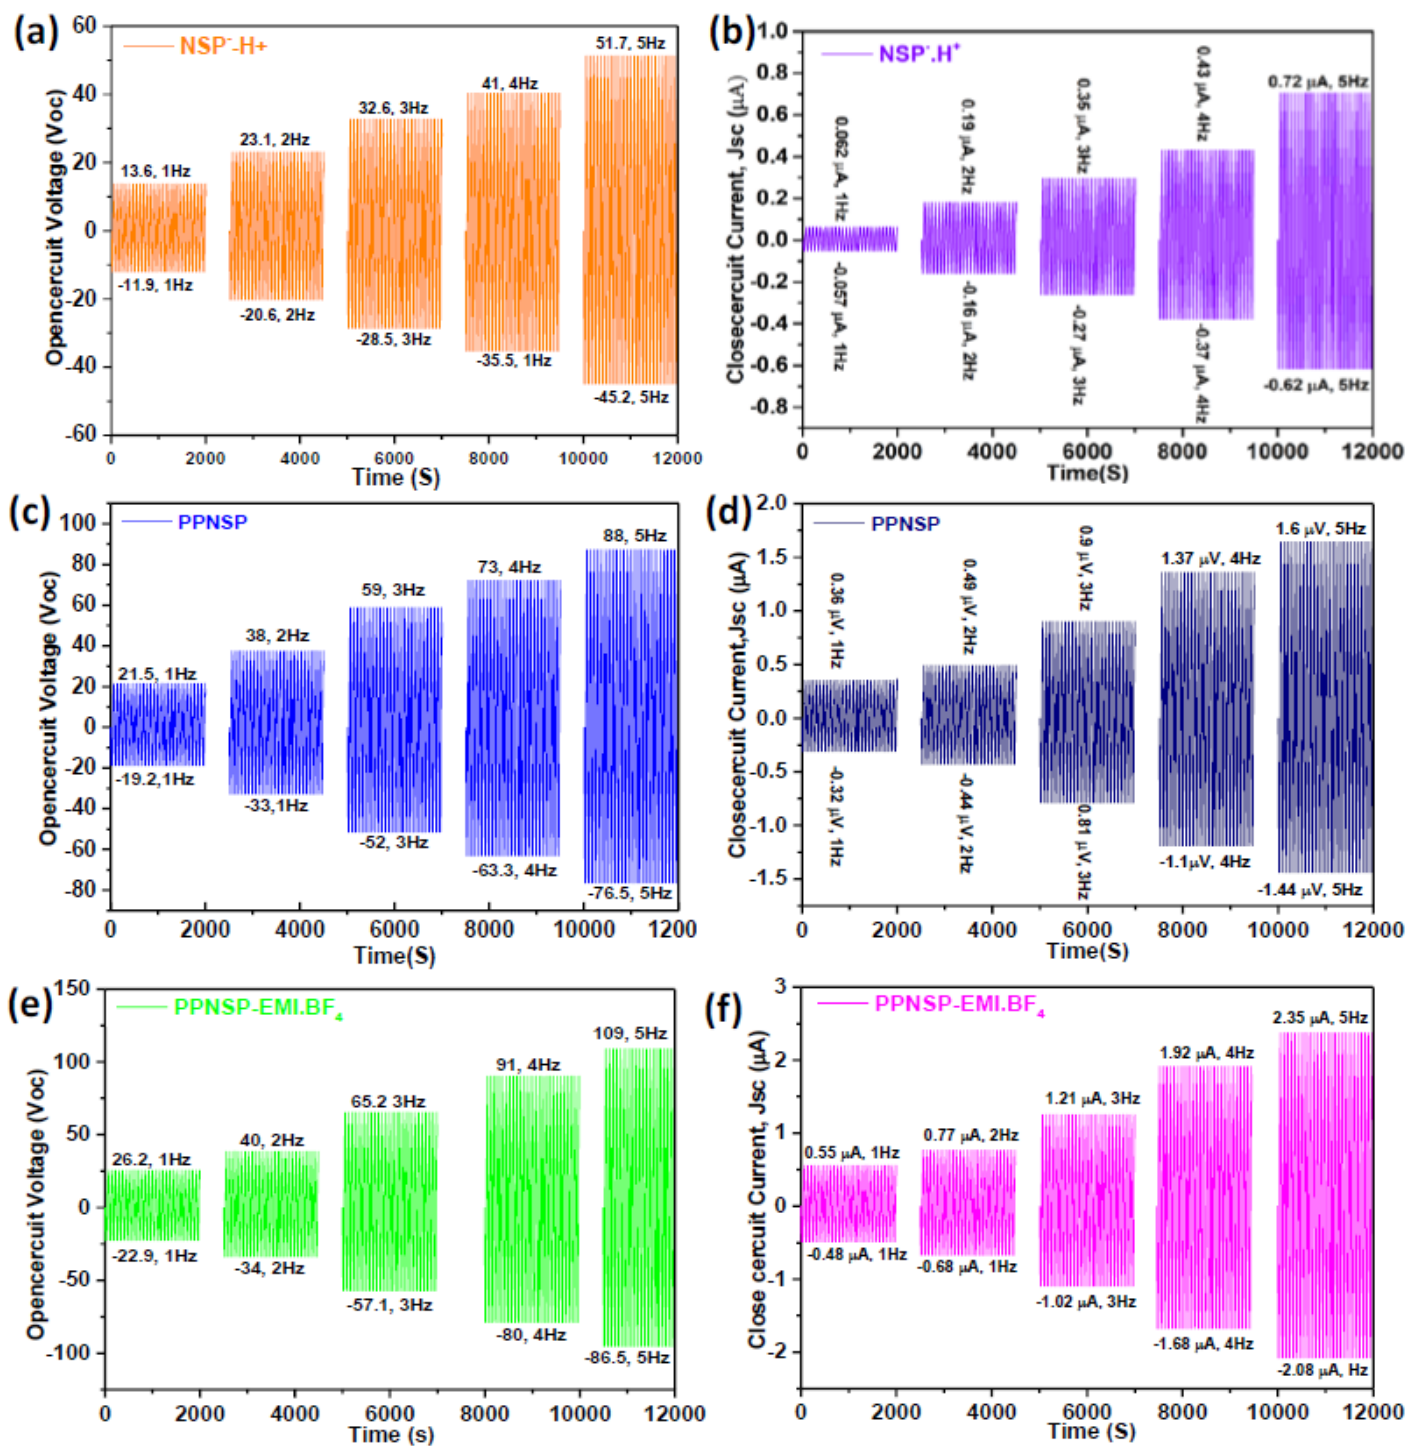 (a)
NSP⁻-H+
Opencercuit Voltage (Voc)
60
40
20
0
-20
-40
-60
13.6, 1Hz
23.1, 2Hz
32.6, 3Hz
41, 4Hz
51.7, 5Hz
-11.9, 1Hz
-20.6, 2Hz
-28.5, 3Hz
-35.5, 1Hz
-45.2, 5Hz
0 2000 4000 6000 8000 10000 12000
Time (S)
(b)
NSP⁻.H⁺
Closecercuit Current, Jsc (µA)
1.0
0.8
0.6
0.4
0.2
0.0
-0.2
-0.4
-0.6
-0.8
0.062 µA, 1Hz
0.19 µA, 2Hz
0.35 µA, 3Hz
0.43 µA, 4Hz
0.72 µA, 5Hz
-0.057 µA, 1Hz
-0.16 µA, 2Hz
-0.27 µA, 3Hz
-0.37 µA, 4Hz
-0.62 µA, 5Hz
0 2000 4000 6000 8000 10000 12000
Time(S)
(c)
PPNSP
Opencercuit Voltage (Voc)
100
80
60
40
20
0
-20
-40
-60
-80
21.5, 1Hz
38, 2Hz
59, 3Hz
73, 4Hz
88, 5Hz
-19.2,1Hz
-33,1Hz
-52, 3Hz
-63.3, 4Hz
-76.5, 5Hz
0 2000 4000 6000 8000 10000 1200
Time(S)
(d)
PPNSP
Closecercuit Current,Jsc (µA)
2.0
1.5
1.0
0.5
0.0
-0.5
-1.0
-1.5
0.36 µV, 1Hz
0.49 µV, 2Hz
0.9 µV, 3Hz
1.37 µV, 4Hz
1.6 µV, 5Hz
-0.32 µV, 1Hz
-0.44 µV, 2Hz
0.81 µV, 3Hz
-1.1µV, 4Hz
-1.44 µV, 5Hz
0 2000 4000 6000 8000 10000 12000
Time(S)
(e)
PPNSP-EMI.BF₄
Opencercuit Voltage (Voc)
150
100
50
0
-50
-100
26.2, 1Hz
40, 2Hz
65.2 3Hz
91, 4Hz
109, 5Hz
-22.9, 1Hz
-34, 2Hz
-57.1, 3Hz
-80, 4Hz
-86.5, 5Hz
0 2000 4000 6000 8000 10000 12000
Time (s)
(f)
PPNSP-EMI.BF₄
Close cercuit Current, Jsc (µA)
3
2
1
0
-1
-2
0.55 µA, 1Hz
0.77 µA, 2Hz
1.21 µA, 3Hz
1.92 µA, 4Hz
2.35 µA, 5Hz
-0.48 µA, 1Hz
-0.68 µA, 1Hz
-1.02 µA, 3Hz
-1.68 µA, 4Hz
-2.08 µA, Hz
0 2000 4000 6000 8000 10000 12000
Time (S)